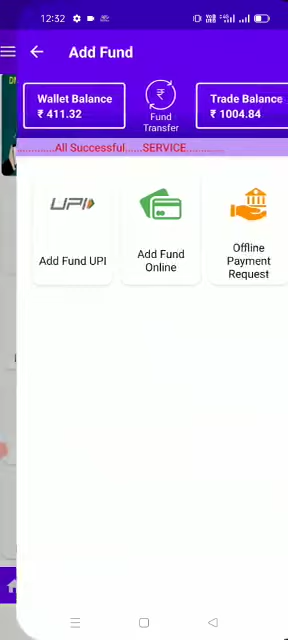 12:32
Add Fund
Wallet Balance
₹ 411.32
₹
Fund
Transfer
Trade Balance
₹ 1004.84
............All Successful.....SERVICE............
UPI
Add Fund UPI
Add Fund
Online
Offline
Payment
Request